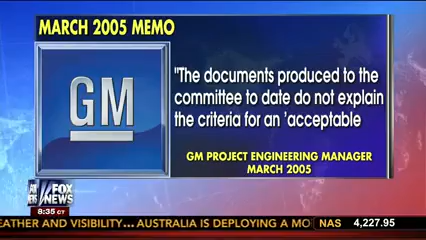 MARCH 2005 MEMO
GM
"The documents produced to the
committee to date do not explain
the criteria for an 'acceptable
GM PROJECT ENGINEERING MANAGER
MARCH 2005
FOX
NEWS
8:35 CT
EATHER AND VISIBILITY... AUSTRALIA IS DEPLOYING A MO
NAS 4,227.95